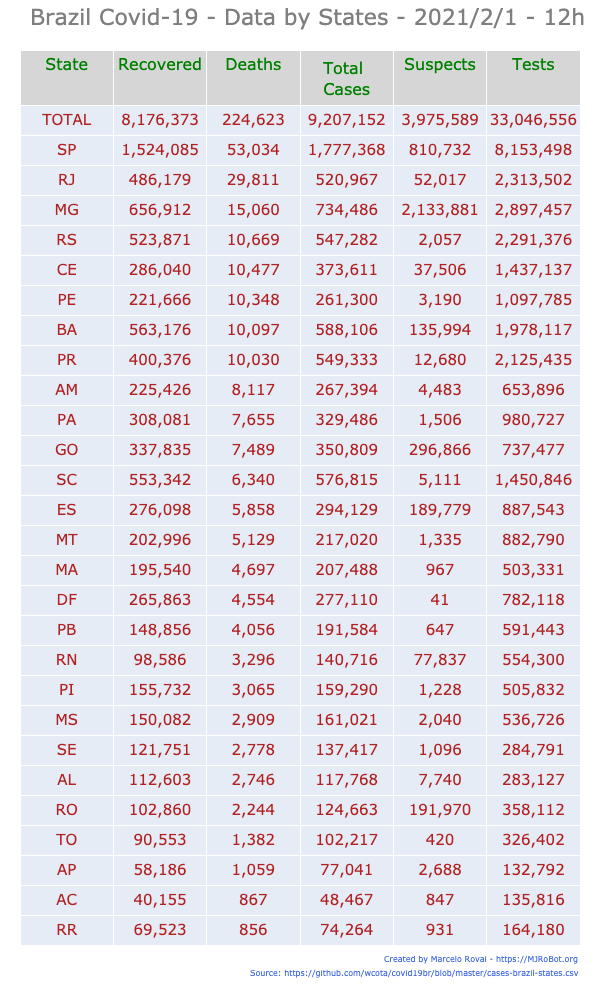 Brazil Covid-19 - Data by States - 2021/2/1 - 12h
State Recovered Deaths Total Cases Suspects Tests
TOTAL 8,176,373 224,623 9,207,152 3,975,589 33,046,556
SP 1,524,085 53,034 1,777,368 810,732 8,153,498
RJ 486,179 29,811 520,967 52,017 2,313,502
MG 656,912 15,060 734,486 2,133,881 2,897,457
RS 523,871 10,669 547,282 2,057 2,291,376
CE 286,040 10,477 373,611 37,506 1,437,137
PE 221,666 10,348 261,300 3,190 1,097,785
BA 563,176 10,097 588,106 135,994 1,978,117
PR 400,376 10,030 549,333 12,680 2,125,435
AM 225,426 8,117 267,394 4,483 653,896
PA 308,081 7,655 329,486 1,506 980,727
GO 337,835 7,489 350,809 296,866 737,477
SC 553,342 6,340 576,815 5,111 1,450,846
ES 276,098 5,858 294,129 189,779 887,543
MT 202,996 5,129 217,020 1,335 882,790
MA 195,540 4,697 207,488 967 503,331
DF 265,863 4,554 277,110 41 782,118
PB 148,856 4,056 191,584 647 591,443
RN 98,586 3,296 140,716 77,837 554,300
PI 155,732 3,065 159,290 1,228 505,832
MS 150,082 2,909 161,021 2,040 536,726
SE 121,751 2,778 137,417 1,096 284,791
AL 112,603 2,746 117,768 7,740 283,127
RO 102,860 2,244 124,663 191,970 358,112
TO 90,553 1,382 102,217 420 326,402
AP 58,186 1,059 77,041 2,688 132,792
AC 40,155 867 48,467 847 135,816
RR 69,523 856 74,264 931 164,180
Created by Marcelo Rovai - https://MJRoBot.org
Source: https://github.com/wcota/covid19br/blob/master/cases-brazil-states.csv